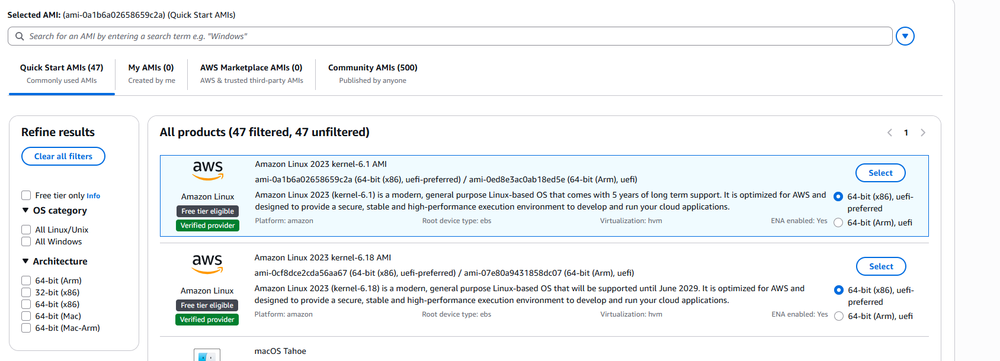 Selected AMI: (ami-0a1b6a02658659c2a) (Quick Start AMIs)
Search for an AMI by entering a search term e.g. "Windows"
Quick Start AMIs (47)
Commonly used AMIs
My AMIs (0)
Created by me
AWS Marketplace AMIs (0)
AWS & trusted third-party AMIs
Community AMIs (500)
Published by anyone
Refine results
Clear all filters
Free tier only Info
OS category
All Linux/Unix
All Windows
Architecture
64-bit (Arm)
32-bit (x86)
64-bit (x86)
64-bit (Mac)
64-bit (Mac-Arm)
All products (47 filtered, 47 unfiltered)
1
aws
Amazon Linux
Free tier eligible
Verified provider
Amazon Linux 2023 kernel-6.1 AMI
ami-0a1b6a02658659c2a (64-bit (x86), uefi-preferred) / ami-0ed8e3ac0ab18ed5e (64-bit (Arm), uefi)
Amazon Linux 2023 (kernel-6.1) is a modern, general purpose Linux-based OS that comes with 5 years of long term support. It is optimized for AWS and
designed to provide a secure, stable and high-performance execution environment to develop and run your cloud applications.
Platform: amazon Root device type: ebs Virtualization: hvm ENA enabled: Yes
Select
64-bit (x86), uefi-
preferred
64-bit (Arm), uefi
aws
Amazon Linux
Free tier eligible
Verified provider
Amazon Linux 2023 kernel-6.18 AMI
ami-0cf8dce2cda56aa67 (64-bit (x86), uefi-preferred) / ami-07e80a9431858dc07 (64-bit (Arm), uefi)
Amazon Linux 2023 (kernel-6.18) is a modern, general purpose Linux-based OS that will be supported until June 2029. It is optimized for AWS and
designed to provide a secure, stable and high-performance execution environment to develop and run your cloud applications.
Platform: amazon Root device type: ebs Virtualization: hvm ENA enabled: Yes
Select
64-bit (x86), uefi-
preferred
64-bit (Arm), uefi
macOS Tahoe